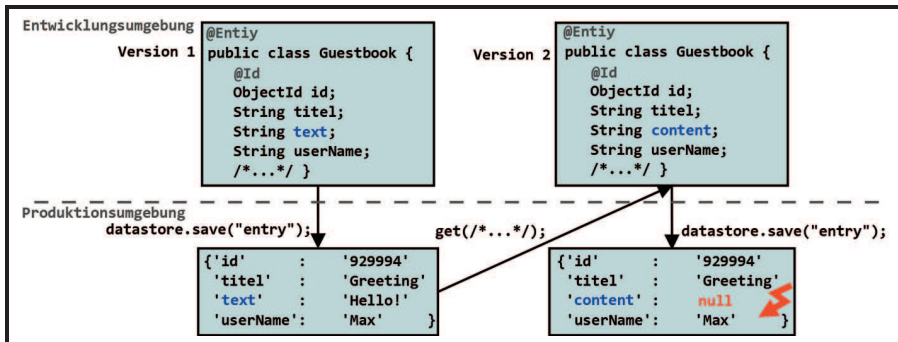 Entwicklungsumgebung
Version 1
@Entiy
public class Guestbook {
@Id
ObjectId id;
String titel;
String text;
String userName;
/*...*/ }
Version 2
@Entiy
public class Guestbook {
@Id
ObjectId id;
String titel;
String content;
String userName;
/*...*/ }
Produktionsumgebung
datastore.save("entry");
get(/*...*/);
datastore.save("entry");
{'id' : '929994'
'titel' : 'Greeting'
'text' : 'Hello!'
'userName': 'Max' }
{'id' : '929994'
'titel' : 'Greeting'
'content' : null
'userName': 'Max' }